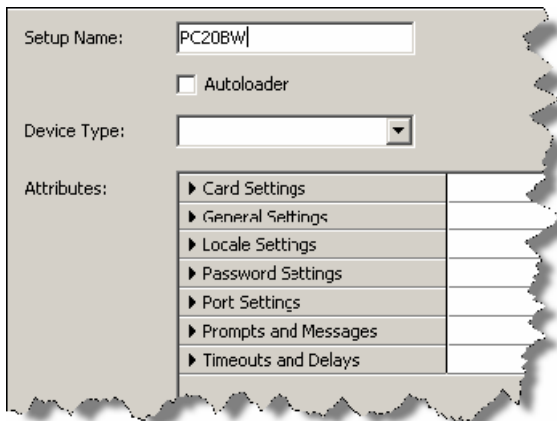 Setup Name: PC20BW
Autoloader
Device Type:
Attributes: Card Settings
General Settings
Locale Settings
Password Settings
Port Settings
Prompts and Messages
Timeouts and Delays